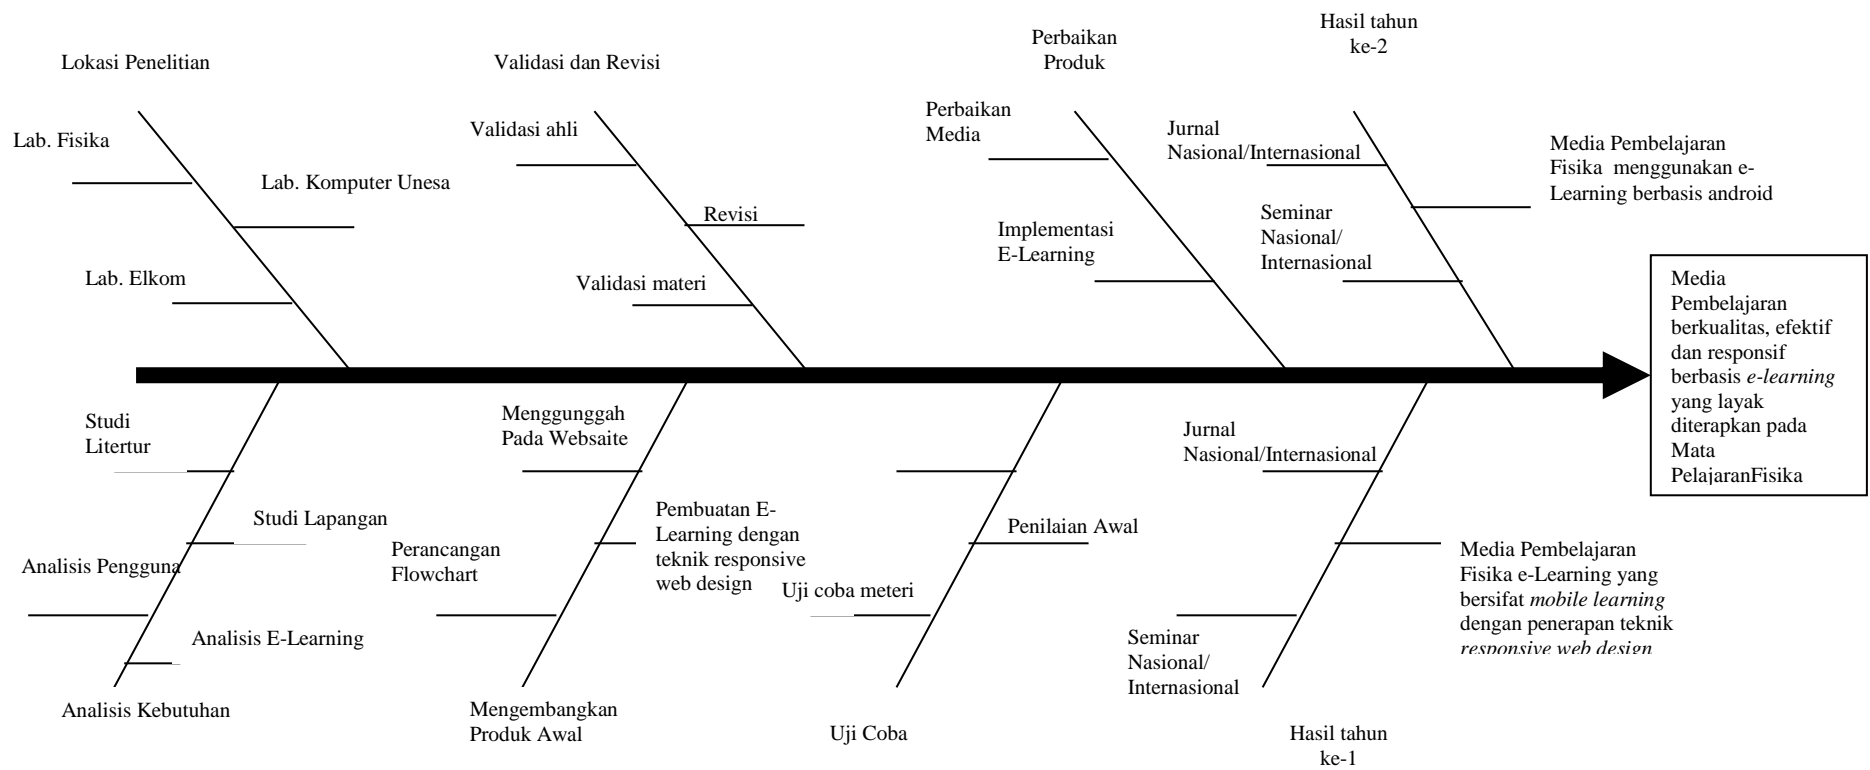 Hasil tahun
ke-2
Perbaikan
Produk
Lokasi Penelitian
Validasi dan Revisi
Perbaikan
Media
Validasi ahli
Jurnal
Nasional/Internasional
Lab. Fisika
Media Pembelajaran
Fisika  menggunakan e-
Learning berbasis android
Lab. Komputer Unesa
Revisi
Seminar
Nasional/
Internasional
Implementasi
E-Learning
Lab. Elkom
Validasi materi
Media
Pembelajaran
berkualitas, efektif
dan responsif
berbasis e-learning
yang layak
diterapkan pada
Mata
PelajaranFisika
Studi
Litertur
Menggunggah
Pada Websaite
Jurnal
Nasional/Internasional
Studi Lapangan
Pembuatan E-
Learning dengan
teknik responsive
web design
Penilaian Awal
Perancangan
Flowchart
Media Pembelajaran
Fisika e-Learning yang
bersifat mobile learning
dengan penerapan teknik
responsive web design
Analisis Pengguna
Uji coba meteri
Analisis E-Learning
Seminar
Nasional/
Internasional
Analisis Kebutuhan
Mengembangkan
Produk Awal
Uji Coba
Hasil tahun
ke-1